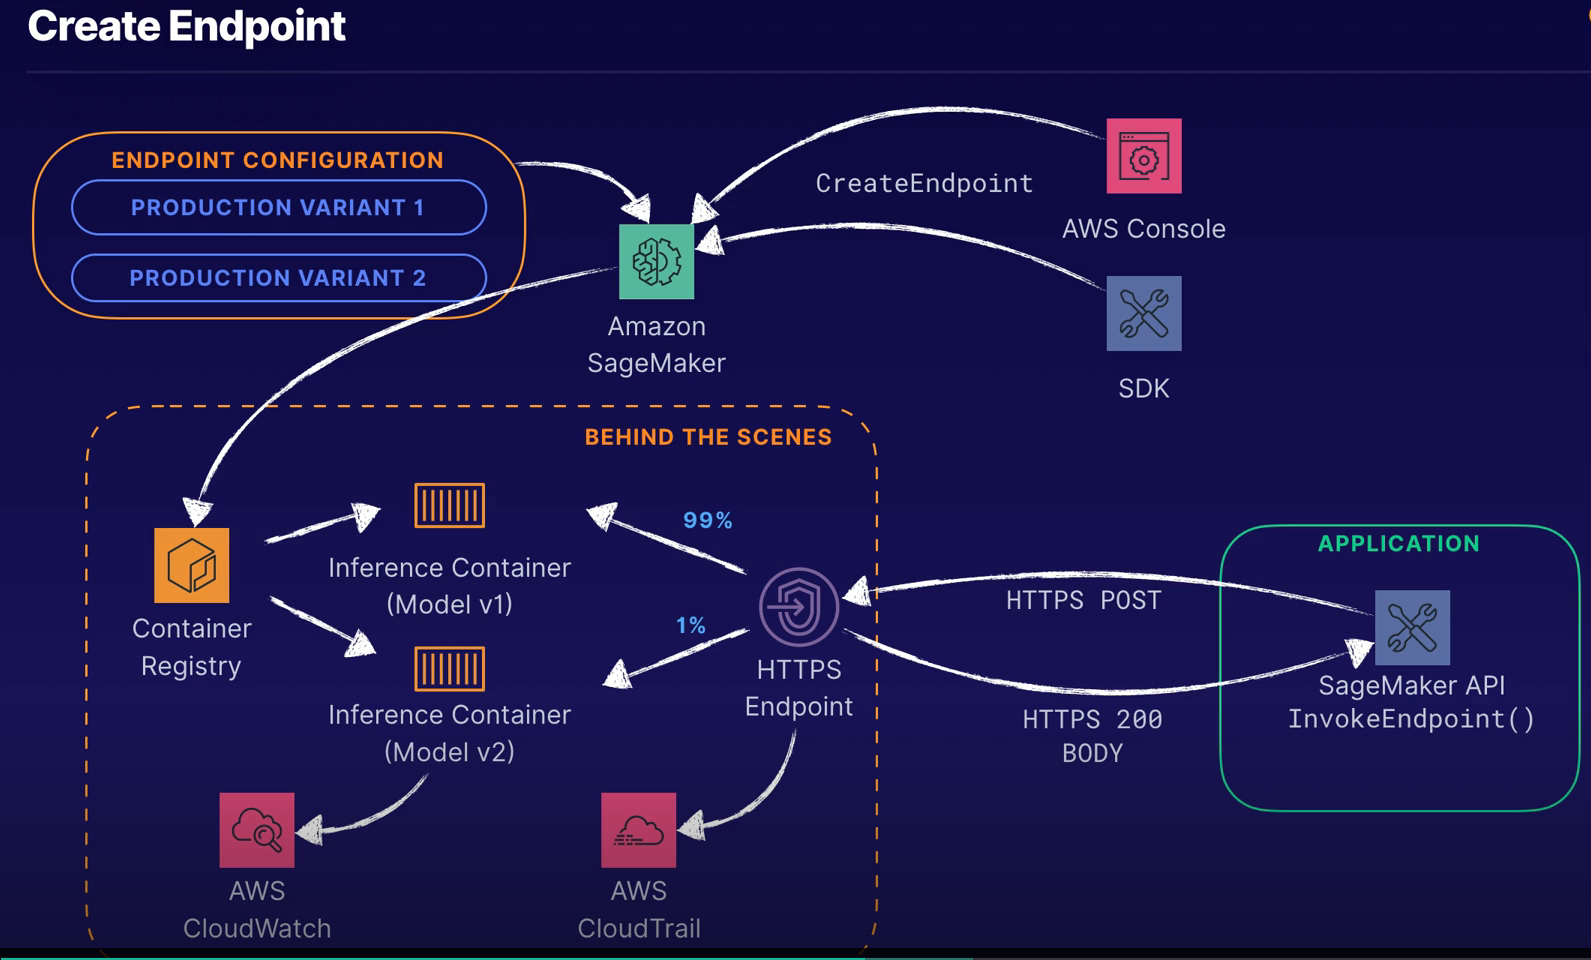 Create Endpoint
ENDPOINT CONFIGURATION
PRODUCTION VARIANT 1
PRODUCTION VARIANT 2
CreateEndpoint
AWS Console
SDK
Amazon
SageMaker
BEHIND THE SCENES
Container
Registry
Inference Container
(Model v1)
Inference Container
(Model v2)
99%
1%
HTTPS
Endpoint
HTTPS POST
HTTPS 200
BODY
APPLICATION
SageMaker API
InvokeEndpoint()
AWS
CloudWatch
AWS
CloudTrail